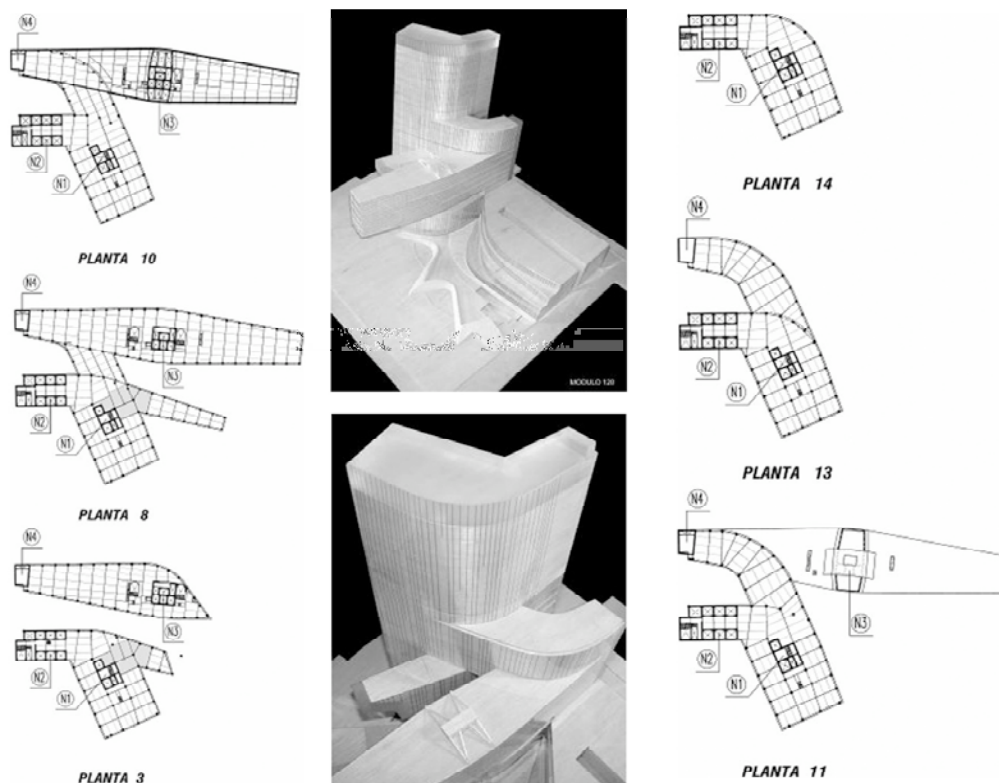 N4
N3
N2
N1
PLANTA 10
N4
N3
N2
N1
PLANTA 8
N4
N3
N2
N1
PLANTA 3
MODULO 120
N2
N1
PLANTA 14
N4
N2
N1
PLANTA 13
N4
N3
N2
N1
PLANTA 11